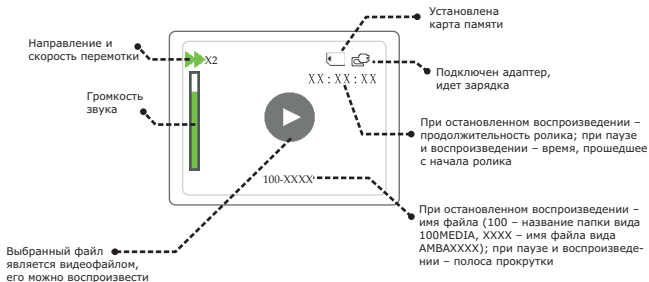 Установлена
карта памяти
Направление и
скорость перемотки
X2
Подключен адаптер,
идет зарядка
XX:XX:XX
Громкость
звука
При остановленном воспроизведении –
продолжительность ролика; при паузе
и воспроизведении – время, прошедшее
с начала ролика
100-XXXX
При остановленном воспроизведении –
имя файла (100 – название папки вида
100MEDIA, XXXX – имя файла вида
AMBAXXXX); при паузе и воспроизведе-
нии – полоса прокрутки
Выбранный файл
является видеофайлом,
его можно воспроизвести